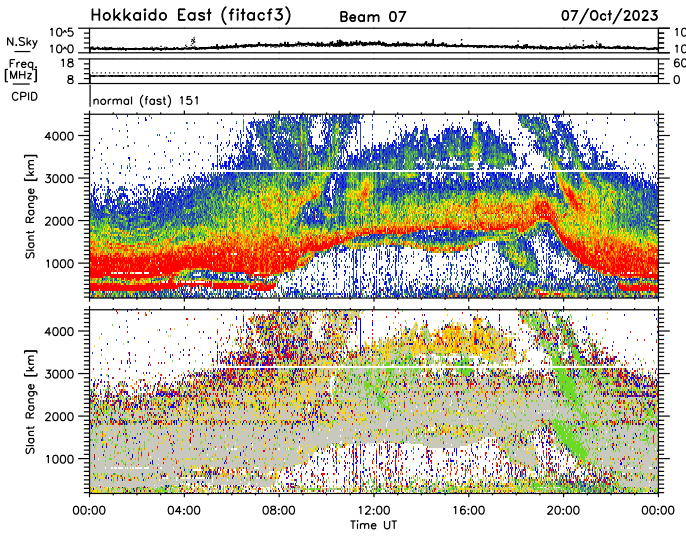 Hokkaido East (fitacf3) Beam 07 07/Oct/2023
N.Sky 10^5 10^0 10^5 10^0
Freq. [MHz] 18 8 60 0
CPID normal (fast) 151
Slant Range [km] 4000 3000 2000 1000
Slant Range [km] 4000 3000 2000 1000
00:00 04:00 08:00 12:00 16:00 20:00 00:00
Time UT